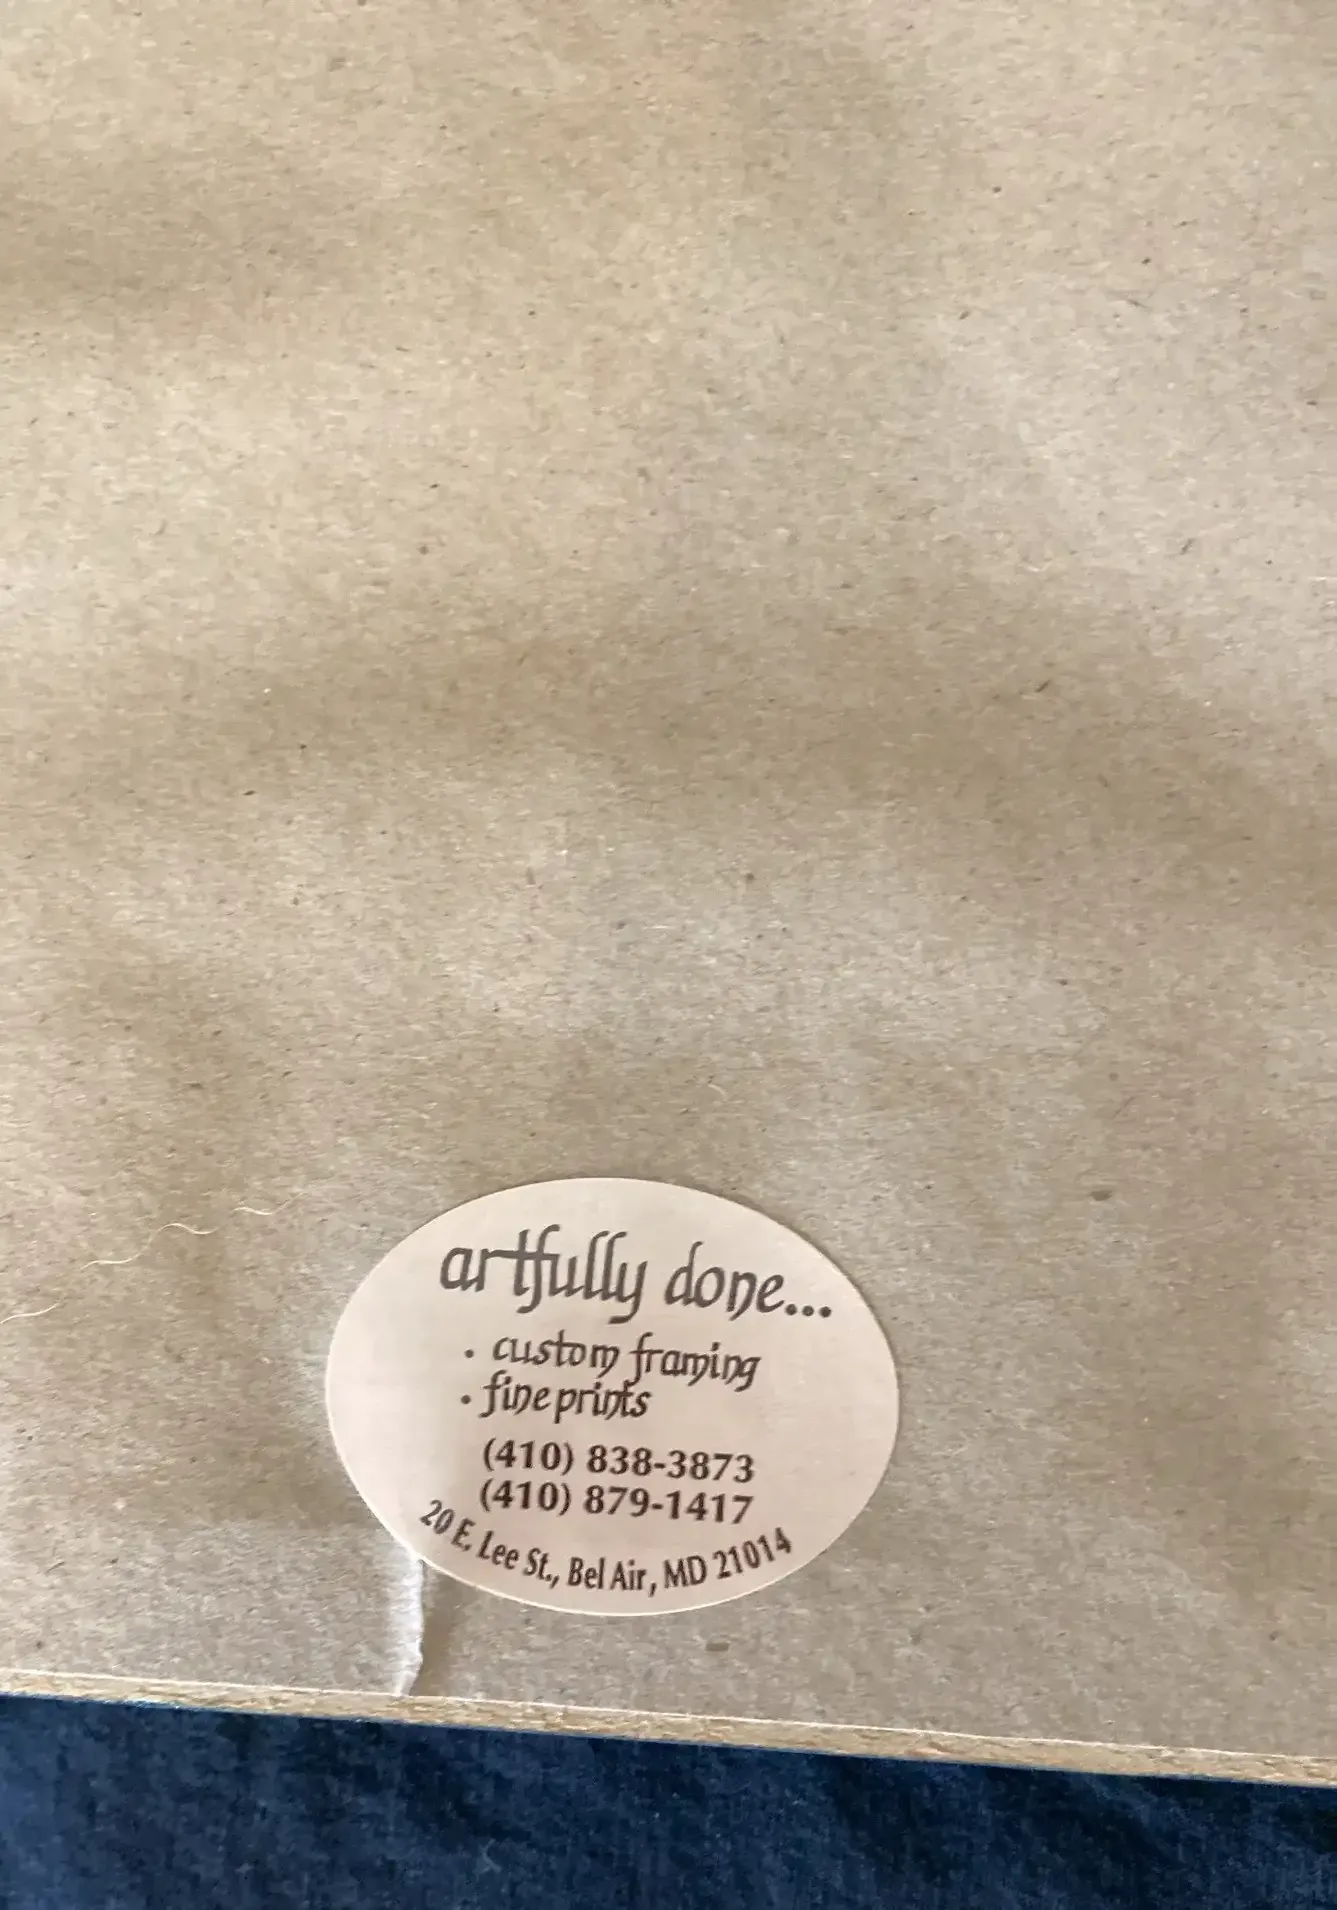 artfully done...
· custom framing
· fine prints
(410) 838-3873
(410) 879-1417
20 E. Lee St., Bel Air, MD 21014